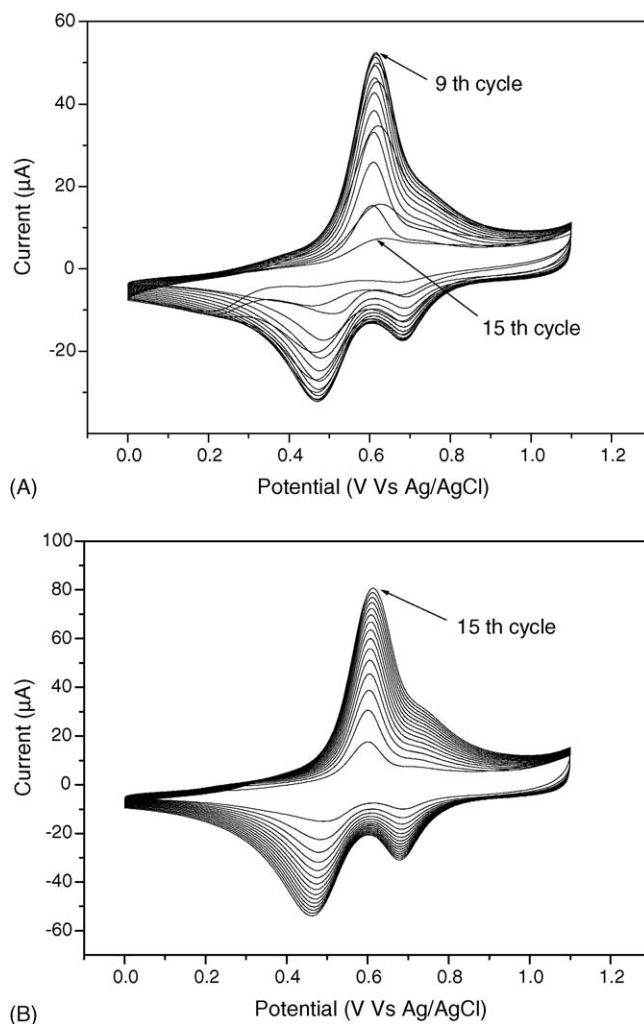 60
40
20
0
-20
Current (µA)
9 th cycle
15 th cycle
0.0 0.2 0.4 0.6 0.8 1.0 1.2
Potential (V Vs Ag/AgCl)
(A)
100
80
60
40
20
0
-20
-40
-60
Current (µA)
15 th cycle
0.0 0.2 0.4 0.6 0.8 1.0 1.2
Potential (V Vs Ag/AgCl)
(B)